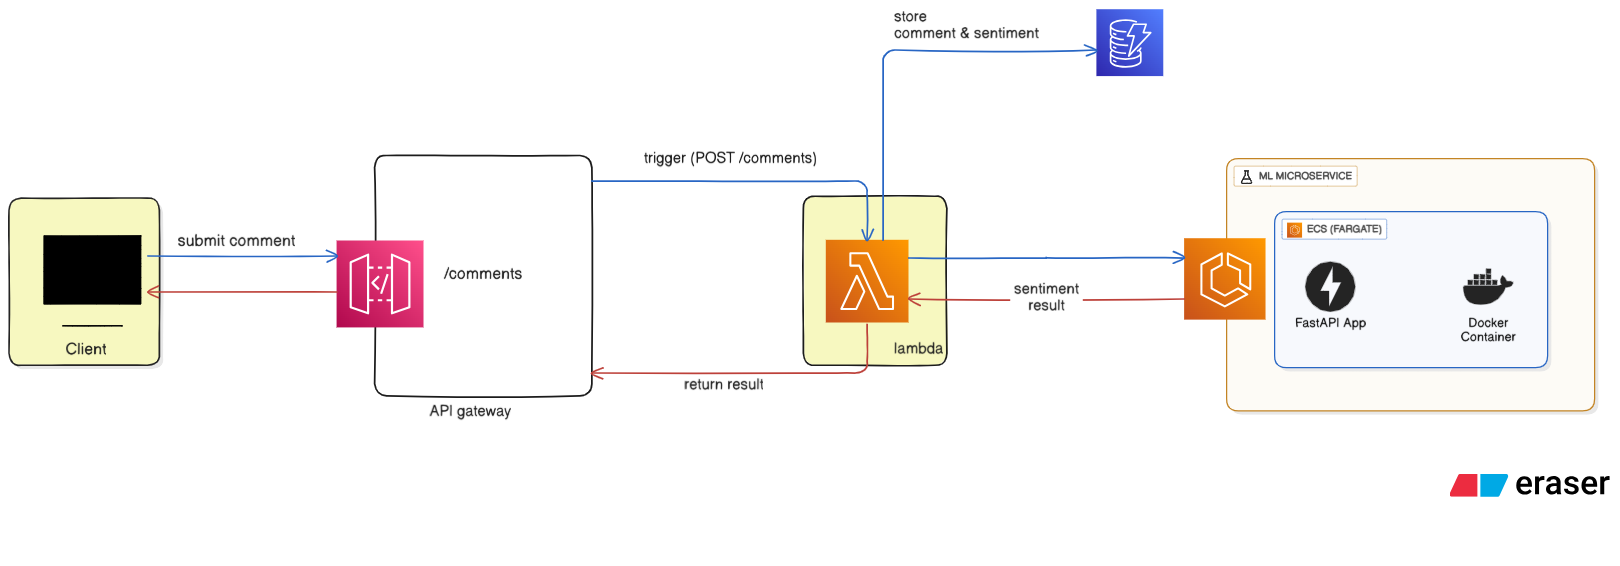 store
comment & sentiment
trigger (POST /comments)
ML MICROSERVICE
ECS (FARGATE)
submit comment
/comments
sentiment
result
FastAPI App
Docker
Container
Client
lambda
return result
API gateway
eraser